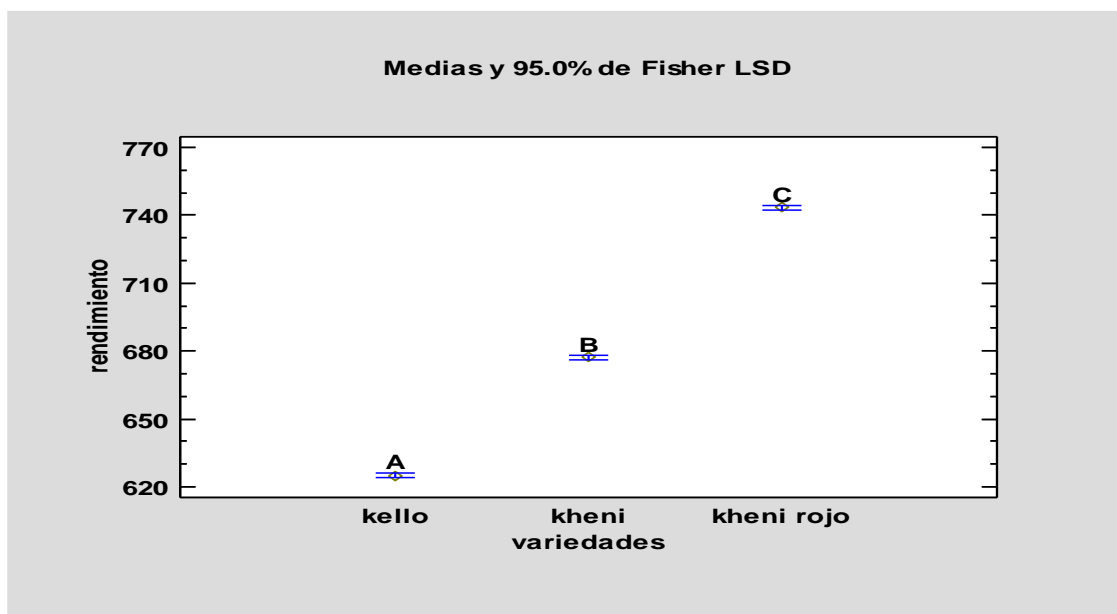 Medias y 95.0% de Fisher LSD
770
740
710
680
650
620
rendimiento
A
B
C
kello
kheni
kheni rojo
variedades